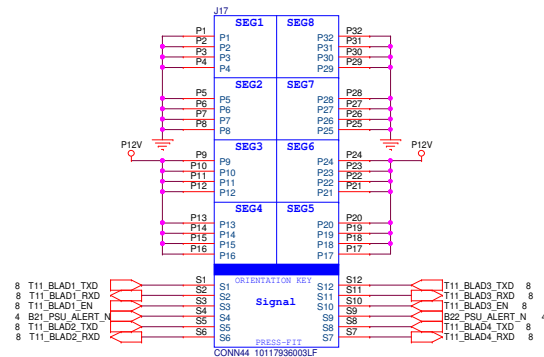 J17
SEG1 SEG8
P1 P1 P32 P32
P2 P2 P31 P31
P3 P3 P30 P30
P4 P4 P29 P29
SEG2 SEG7
P5 P5 P28 P28
P6 P6 P27 P27
P7 P7 P26 P26
P8 P8 P25 P25
P12V SEG3 SEG6 P12V
P9 P9 P24 P24
P10 P10 P23 P23
P11 P11 P22 P22
P12 P12 P21 P21
SEG4 SEG5
P13 P13 P20 P20
P14 P14 P19 P19
P15 P15 P18 P18
P16 P16 P17 P17
ORIENTATION KEY
8 T11_BLAD1_TXD S1 S1 S12 S12 T11_BLAD3_TXD 8
8 T11_BLAD1_RXD S2 S2 S11 S11 T11_BLAD3_RXD 8
8 T11_BLAD1_EN S3 S3 Signal S10 S10 T11_BLAD3_EN 8
4 B21_PSU_ALERT_N S4 S4 S9 S9 B22_PSU_ALERT_N 4
8 T11_BLAD2_TXD S5 S5 S8 S8 T11_BLAD4_TXD 8
8 T11_BLAD2_RXD S6 S6 S7 S7 T11_BLAD4_RXD 8
PRESS-FIT
CONN44 10117936003LF